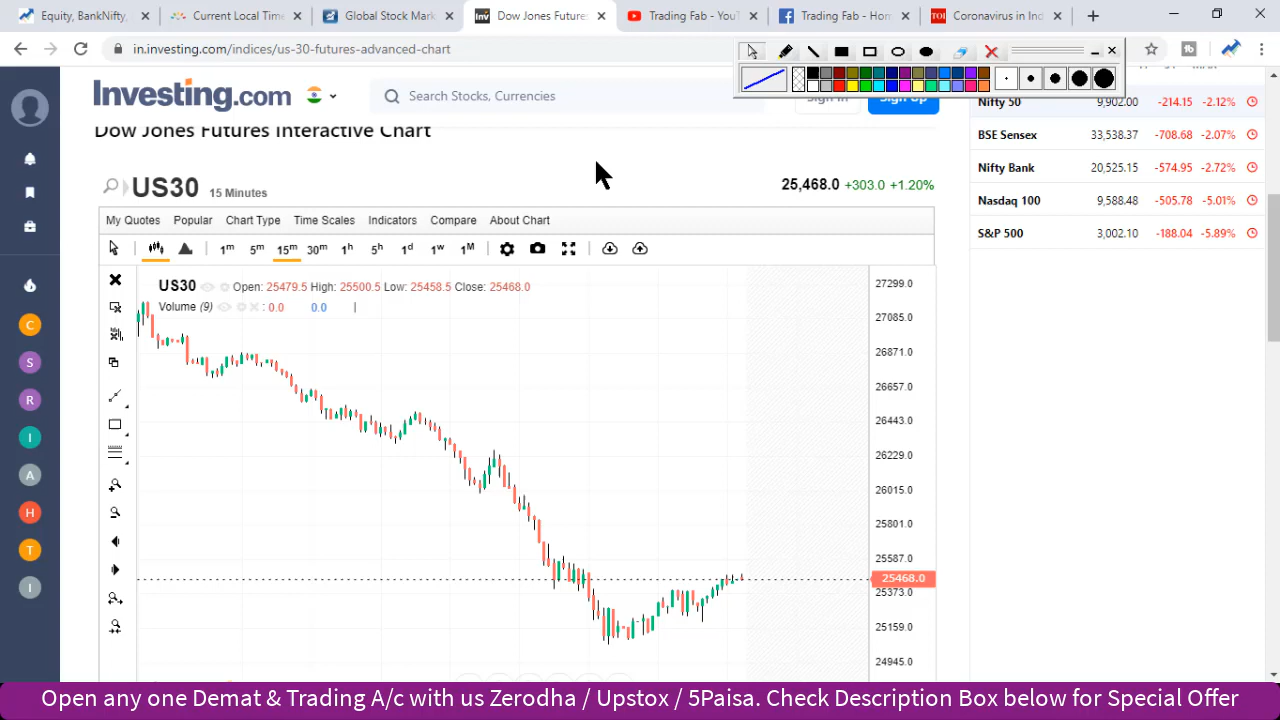 Equity, BankNifty,
Current Local Time
Global Stock Mark
Inv Dow Jones Future
Trading Fab - YouT
Trading Fab - Hom
TOI Coronavirus in Ind
in.investing.com/indices/us-30-futures-advanced-chart
Investing.com
Search Stocks, Currencies
Sign In
Sign Up
Dow Jones Futures Interactive Chart
US30 15 Minutes
25,468.0 +303.0 +1.20%
My Quotes Popular Chart Type Time Scales Indicators Compare About Chart
1m 5m 15m 30m 1h 5h 1d 1w 1M
US30 Open: 25479.5 High: 25500.5 Low: 25458.5 Close: 25468.0
Volume (9) : 0.0 0.0
27299.0
27085.0
26871.0
26657.0
26443.0
26229.0
26015.0
25801.0
25587.0
25468.0
25373.0
25159.0
24945.0
Nifty 50 9,902.00 -214.15 -2.12%
BSE Sensex 33,538.37 -708.68 -2.07%
Nifty Bank 20,525.15 -574.95 -2.72%
Nasdaq 100 9,588.48 -505.78 -5.01%
S&P 500 3,002.10 -188.04 -5.89%
C
S
R
I
A
H
T
I
Open any one Demat & Trading A/c with us Zerodha / Upstox / 5Paisa. Check Description Box below for Special Offer